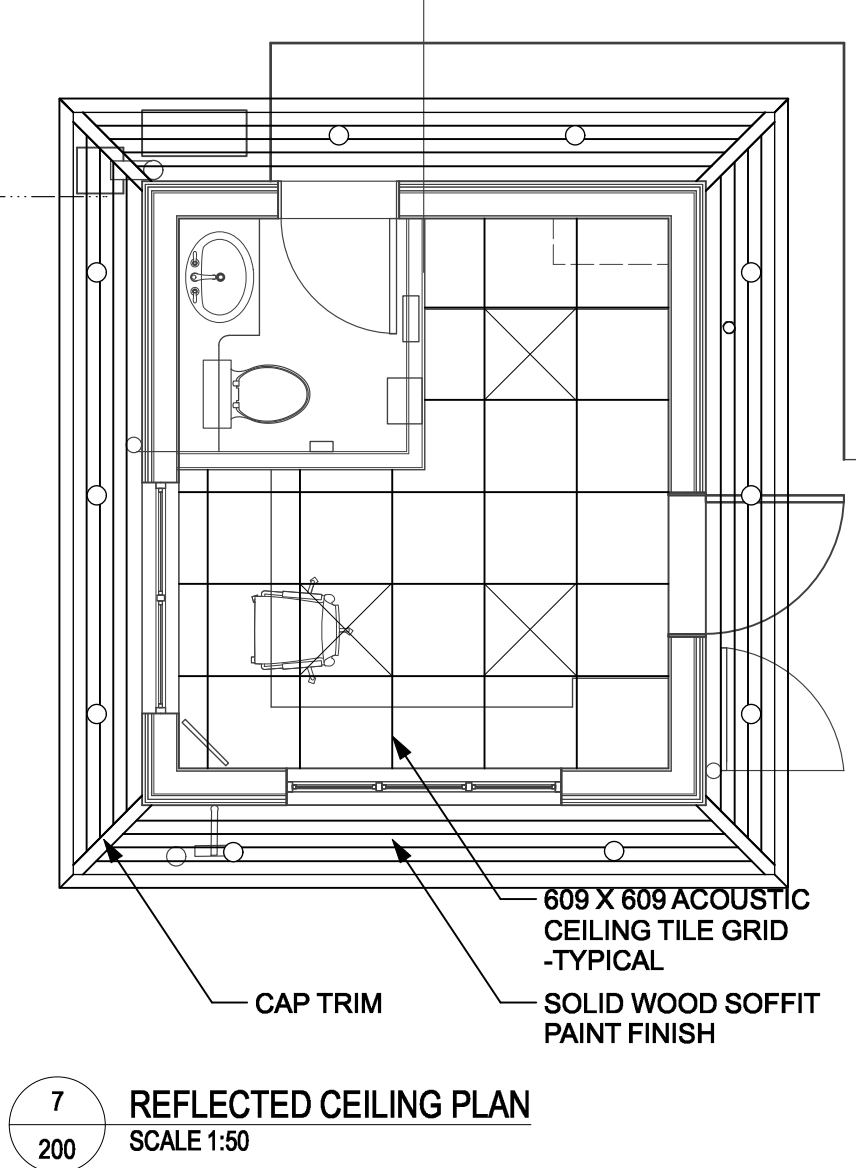 609 X 609 ACOUSTIC
CEILING TILE GRID
-TYPICAL
CAP TRIM
SOLID WOOD SOFFIT
PAINT FINISH
7
200
REFLECTED CEILING PLAN
SCALE 1:50